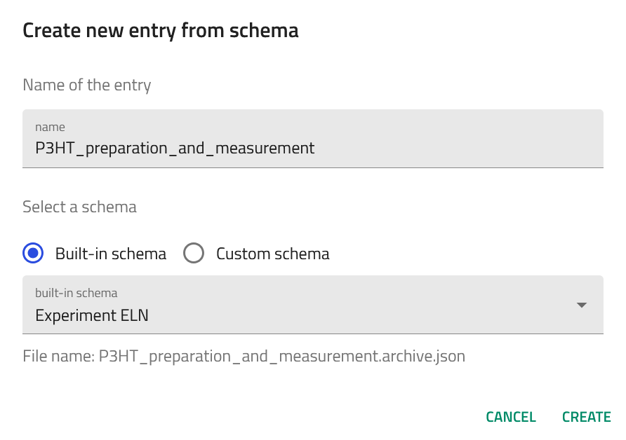 Create new entry from schema
Name of the entry
name
P3HT_preparation_and_measurement
Select a schema
Built-in schema Custom schema
built-in schema
Experiment ELN
File name: P3HT_preparation_and_measurement.archive.json
CANCEL CREATE